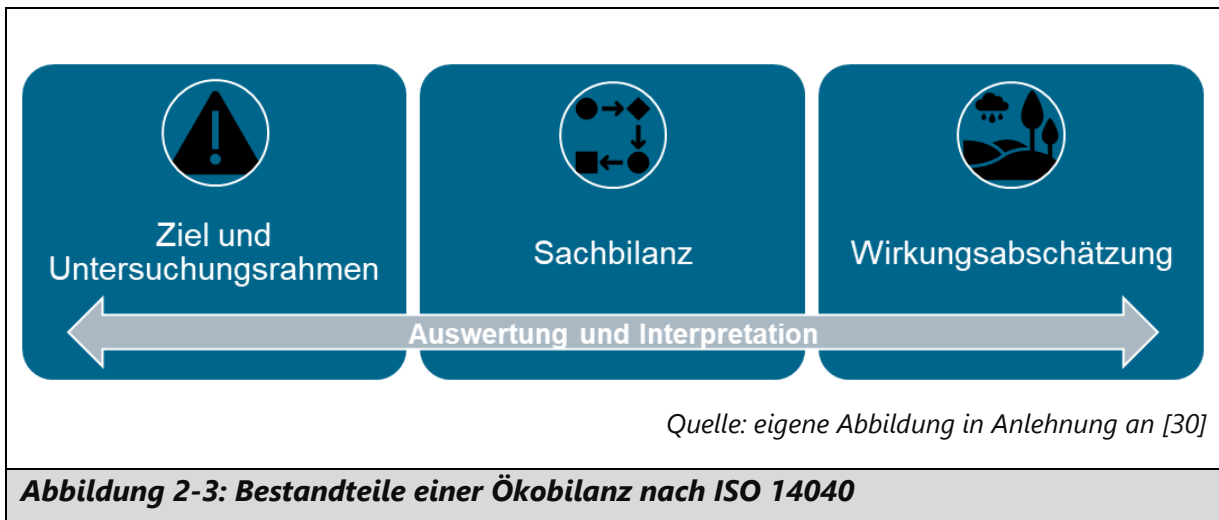 Ziel und
Untersuchungsrahmen
Sachbilanz
Wirkungsabschätzung
Auswertung und Interpretation
Quelle: eigene Abbildung in Anlehnung an [30]
Abbildung 2-3: Bestandteile einer Ökobilanz nach ISO 14040